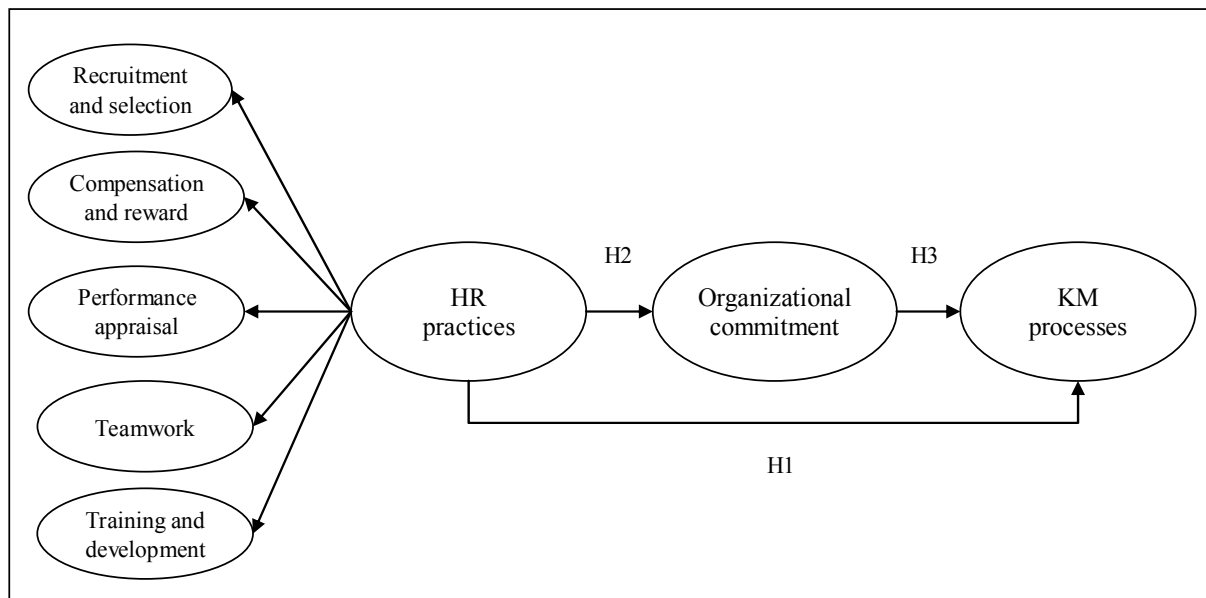 Recruitment
and selection
Compensation
and reward
Performance
appraisal
Teamwork
Training and
development
HR
practices
H2
Organizational
commitment
H3
KM
processes
H1